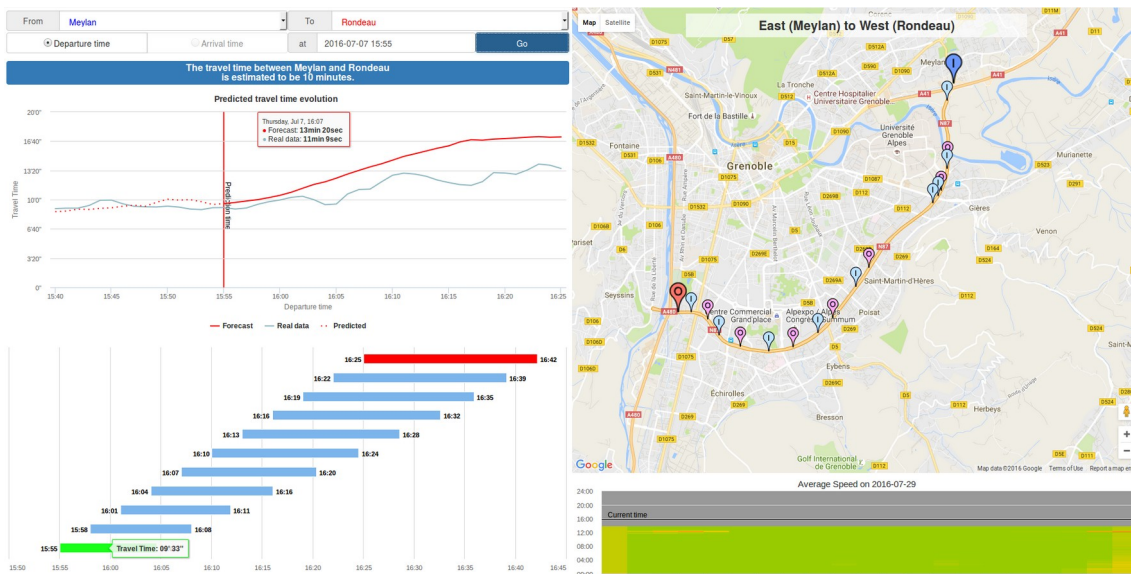 From
Meylan
To
Rondeau
Departure time
Arrival time
at
2016-07-07 15:55
Go
The travel time between Meylan and Rondeau
is estimated to be 10 minutes.
Predicted travel time evolution
Thursday, Jul 7, 16:07
Forecast: 13min 20sec
Real data: 11min 9sec
20'0"
16'40"
13'20"
10'0"
6'40"
3'20"
0"
Travel Time
Prediction time
15:40
15:45
15:50
15:55
16:00
16:05
16:10
16:15
16:20
16:25
Departure time
Forecast
Real data
Predicted
16:25
16:42
16:22
16:39
16:19
16:35
16:16
16:32
16:13
16:28
16:10
16:24
16:07
16:20
16:04
16:16
16:01
16:11
15:58
16:08
15:55
Travel Time: 09' 33"
15:50
15:55
16:00
16:05
16:10
16:15
16:20
16:25
16:30
16:35
16:40
16:45
Map
Satellite
East (Meylan) to West (Rondeau)
Meylan
La Tronche
Saint-Martin-le-Vinoux
Centre Hospitalier
Universitaire Grenoble...
Fort de la Bastille
Fontaine
Grenoble
Université
Grenoble
Alpes
Murianette
Gières
Venon
Seyssins
Saint-Martin-d'Hères
Centre Commercial
Grand place
Alpexpo / Alpes
Congrès / Summum
Poisat
Eybens
Échirolles
Bresson
Herbeys
Golf International
de Grenoble
Google
Map data ©2016 Google
Terms of Use
Report a map er
Average Speed on 2016-07-29
24:00
20:00
16:00
12:00
08:00
04:00
00:00
Current time